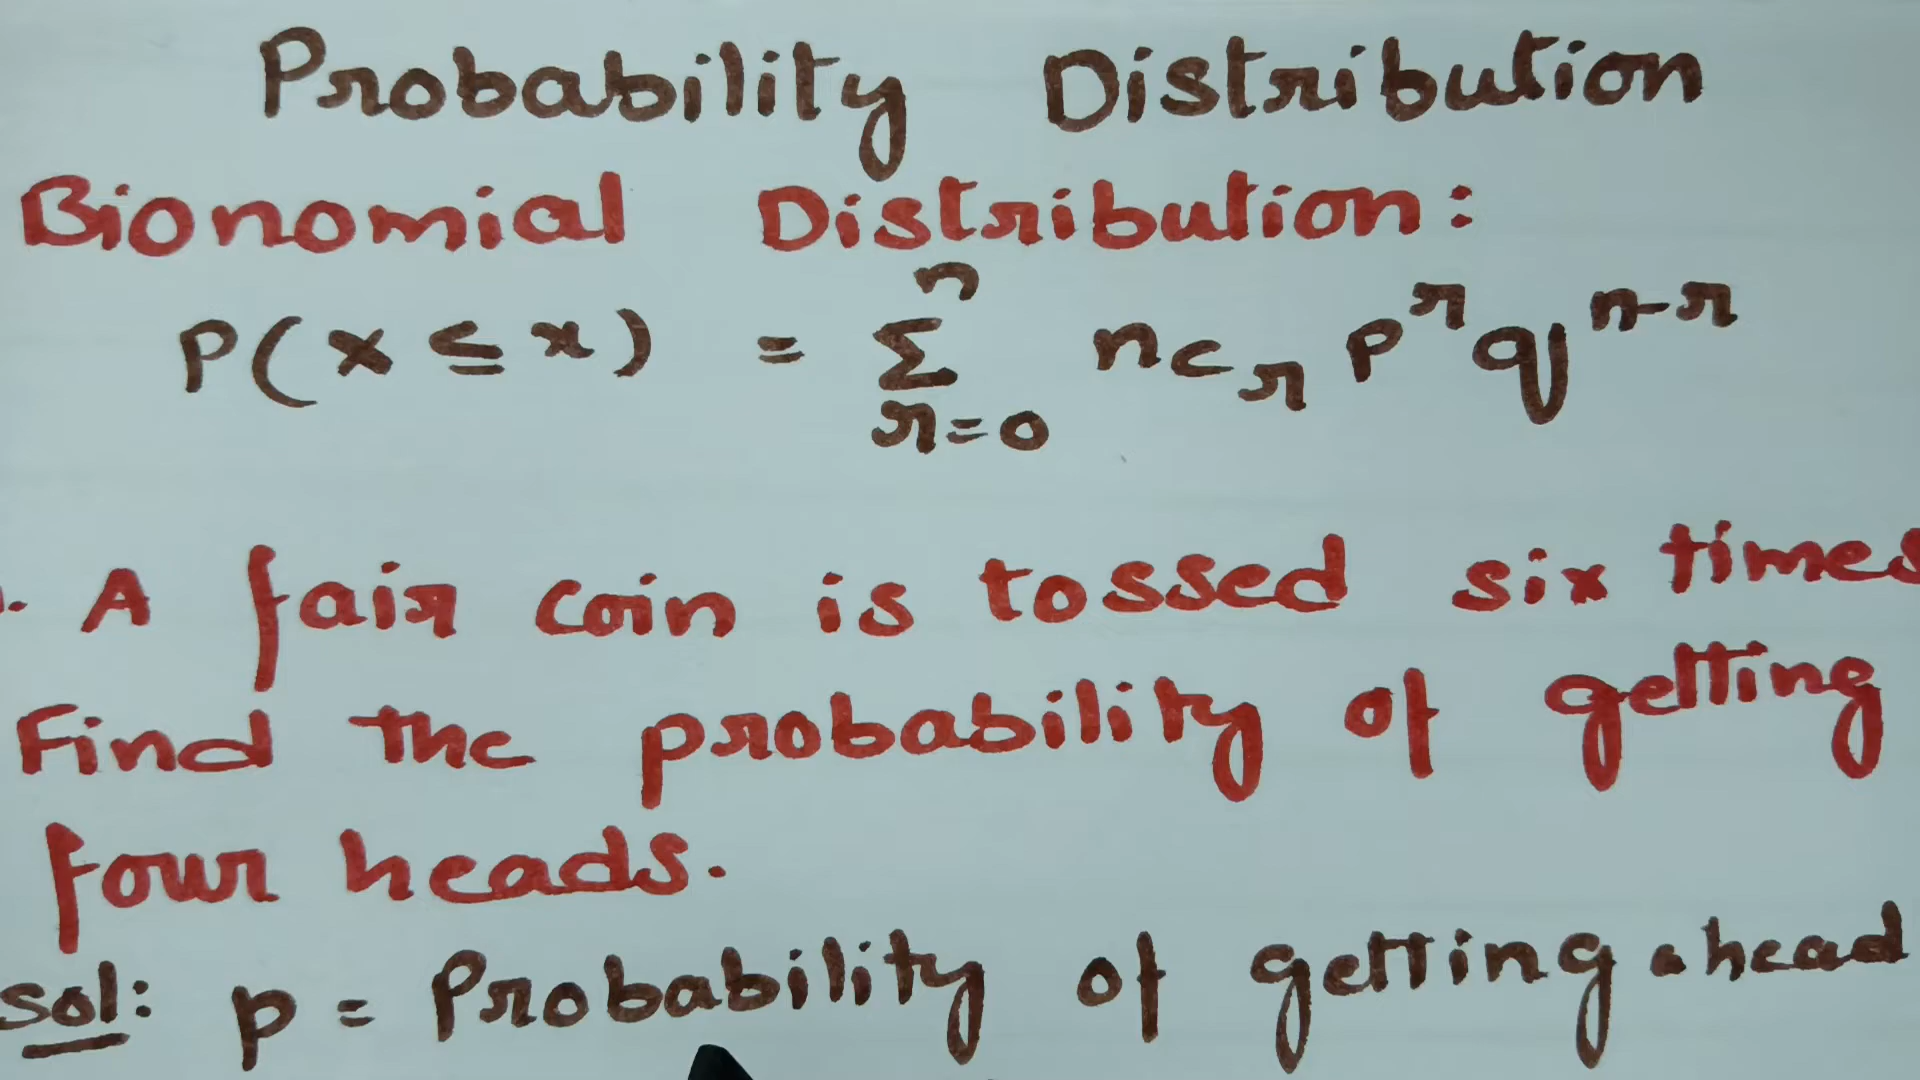 Probability Distribution
Bionomial Distribution:
P(x ≤ x) = n Σ r=0 nCr p^r q^n-r
. A fair coin is tossed six times
Find the probability of getting
four heads.
Sol: p = Probability of getting a head